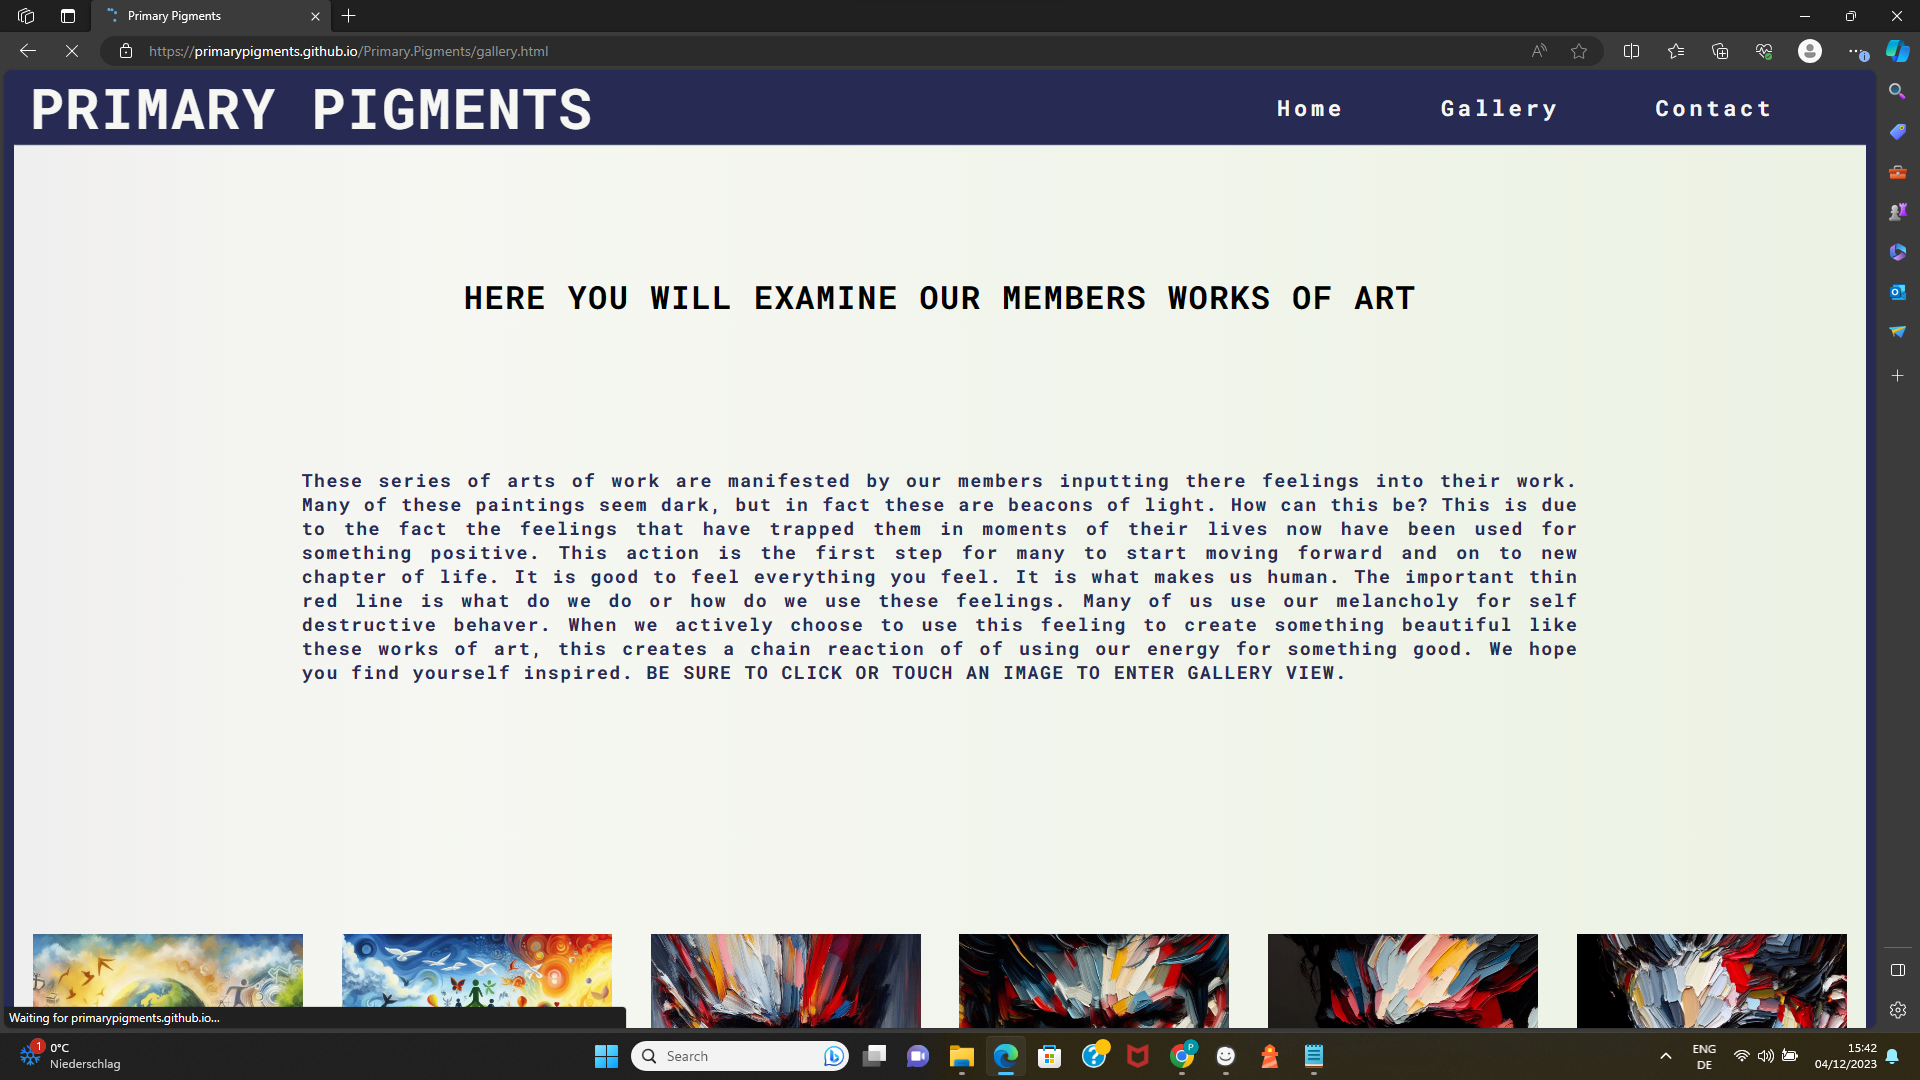 Primary Pigments
https://primarypigments.github.io/Primary.Pigments/gallery.html
PRIMARY PIGMENTS
Home Gallery Contact
HERE YOU WILL EXAMINE OUR MEMBERS WORKS OF ART
These series of arts of work are manifested by our members inputting there feelings into their work.
Many of these paintings seem dark, but in fact these are beacons of light. How can this be? This is due
to the fact the feelings that have trapped them in moments of their lives now have been used for
something positive. This action is the first step for many to start moving forward and on to new
chapter of life. It is good to feel everything you feel. It is what makes us human. The important thin
red line is what do we do or how do we use these feelings. Many of us use our melancholy for self
destructive behaver. When we actively choose to use this feeling to create something beautiful like
these works of art, this creates a chain reaction of of using our energy for something good. We hope
you find yourself inspired. BE SURE TO CLICK OR TOUCH AN IMAGE TO ENTER GALLERY VIEW.
Waiting for primarypigments.github.io...
1
0°C
Niederschlag
Search
P
ENG
DE
15:42
04/12/2023